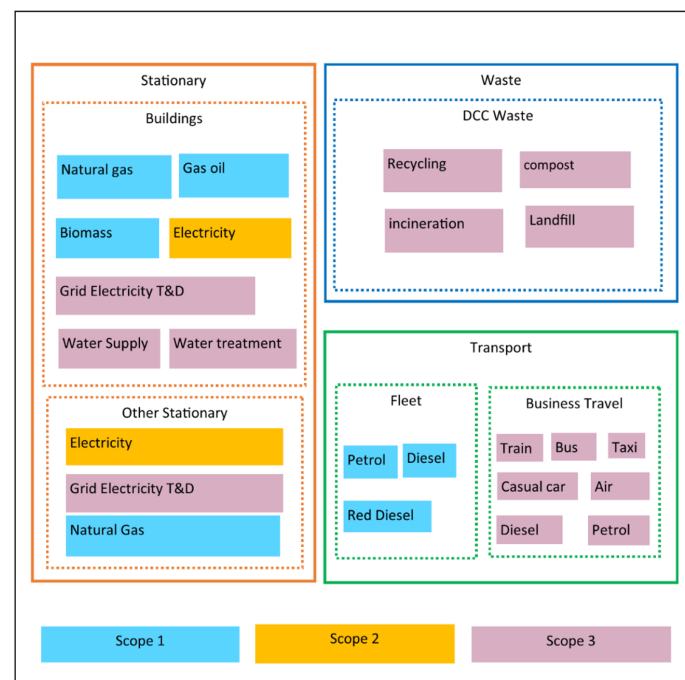 Stationary
Buildings
Natural gas
Gas oil
Biomass
Electricity
Grid Electricity T&D
Water Supply
Water treatment
Other Stationary
Electricity
Grid Electricity T&D
Natural Gas
Waste
DCC Waste
Recycling
compost
incineration
Landfill
Transport
Fleet
Petrol
Diesel
Red Diesel
Business Travel
Train
Bus
Taxi
Casual car
Air
Diesel
Petrol
Scope 1
Scope 2
Scope 3